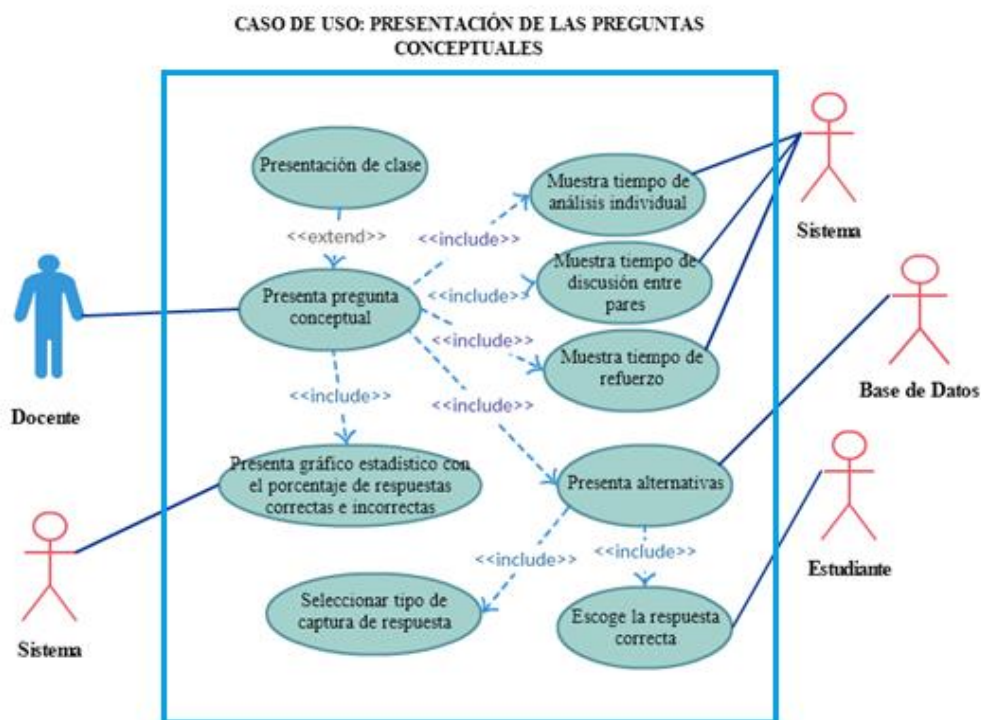 CASO DE USO: PRESENTACIÓN DE LAS PREGUNTAS
CONCEPTUALES
Presentación de clase
<<extend>>
Presenta pregunta
conceptual
Docente
<<include>>
Muestra tiempo de
análisis individual
<<include>>
Muestra tiempo de
discusión entre
pares
<<include>>
Muestra tiempo de
refuerzo
Sistema
Base de Datos
<<include>>
<<include>>
Presenta gráfico estadístico con
el porcentaje de respuestas
correctas e incorrectas
Presenta alternativas
Sistema
<<include>>
<<include>>
Estudiante
Seleccionar tipo de
captura de respuesta
Escoge la respuesta
correcta